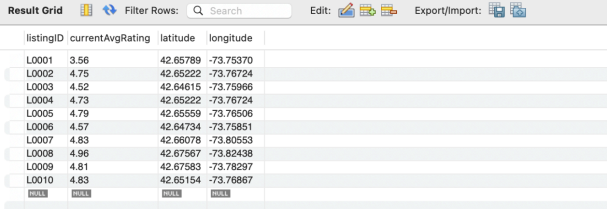 Result Grid Filter Rows: Search Edit: Export/Import:
listingID currentAvgRating latitude longitude
L0001 3.56 42.65789 -73.75370
L0002 4.75 42.65222 -73.76724
L0003 4.52 42.64615 -73.75966
L0004 4.73 42.65222 -73.76724
L0005 4.79 42.65559 -73.76506
L0006 4.57 42.64734 -73.75851
L0007 4.83 42.66078 -73.80553
L0008 4.96 42.67567 -73.82438
L0009 4.81 42.67583 -73.78297
L0010 4.83 42.65154 -73.76867
NULL NULL NULL NULL